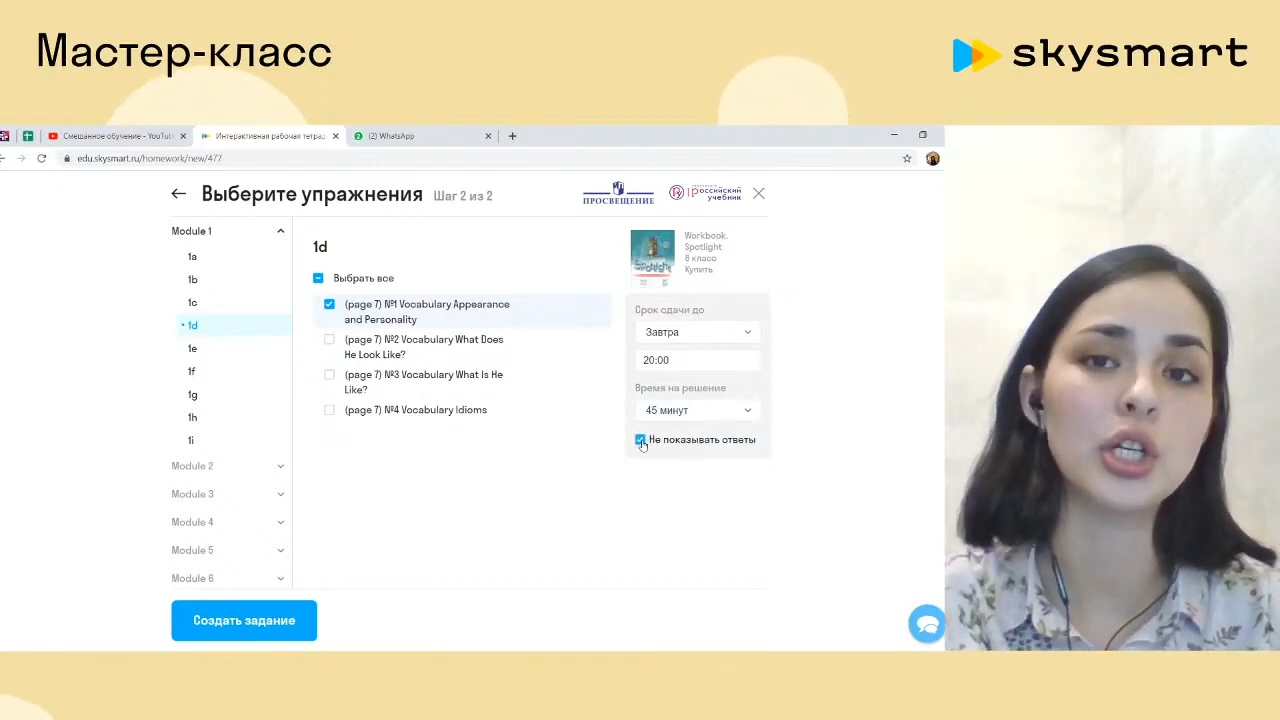 Мастер-класс
skysmart
Смешанное обучение - YouTub
Интерактивная рабочая тетрад
(2) WhatsApp
edu.skysmart.ru/homework/new/477
Выберите упражнения
Шаг 2 из 2
ПРОСВЕЩЕНИЕ
российский
учебник
Module 1
1a
1b
1c
1d
1e
1f
1g
1h
1i
Module 2
Module 3
Module 4
Module 5
Module 6
1d
Выбрать все
(page 7) №1 Vocabulary Appearance
and Personality
(page 7) №2 Vocabulary What Does
He Look Like?
(page 7) №3 Vocabulary What Is He
Like?
(page 7) №4 Vocabulary Idioms
Workbook.
Spotlight
8 класс
Купить
Spotlight
Срок сдачи до
Завтра
20:00
Время на решение
45 минут
Не показывать ответы
Создать задание